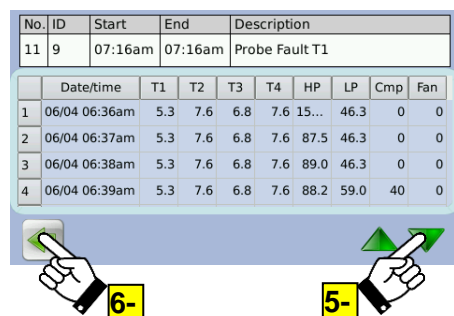 No. ID Start End Description
11 9 07:16am 07:16am Probe Fault T1
Date/time T1 T2 T3 T4 HP LP Cmp Fan
1 06/04 06:36am 5.3 7.6 6.8 7.6 15... 46.3 0 0
2 06/04 06:37am 5.3 7.6 6.8 7.6 87.5 46.3 0 0
3 06/04 06:38am 5.3 7.6 6.8 7.6 89.0 46.3 0 0
4 06/04 06:39am 5.3 7.6 6.8 7.6 88.2 59.0 40 0
6- 5-